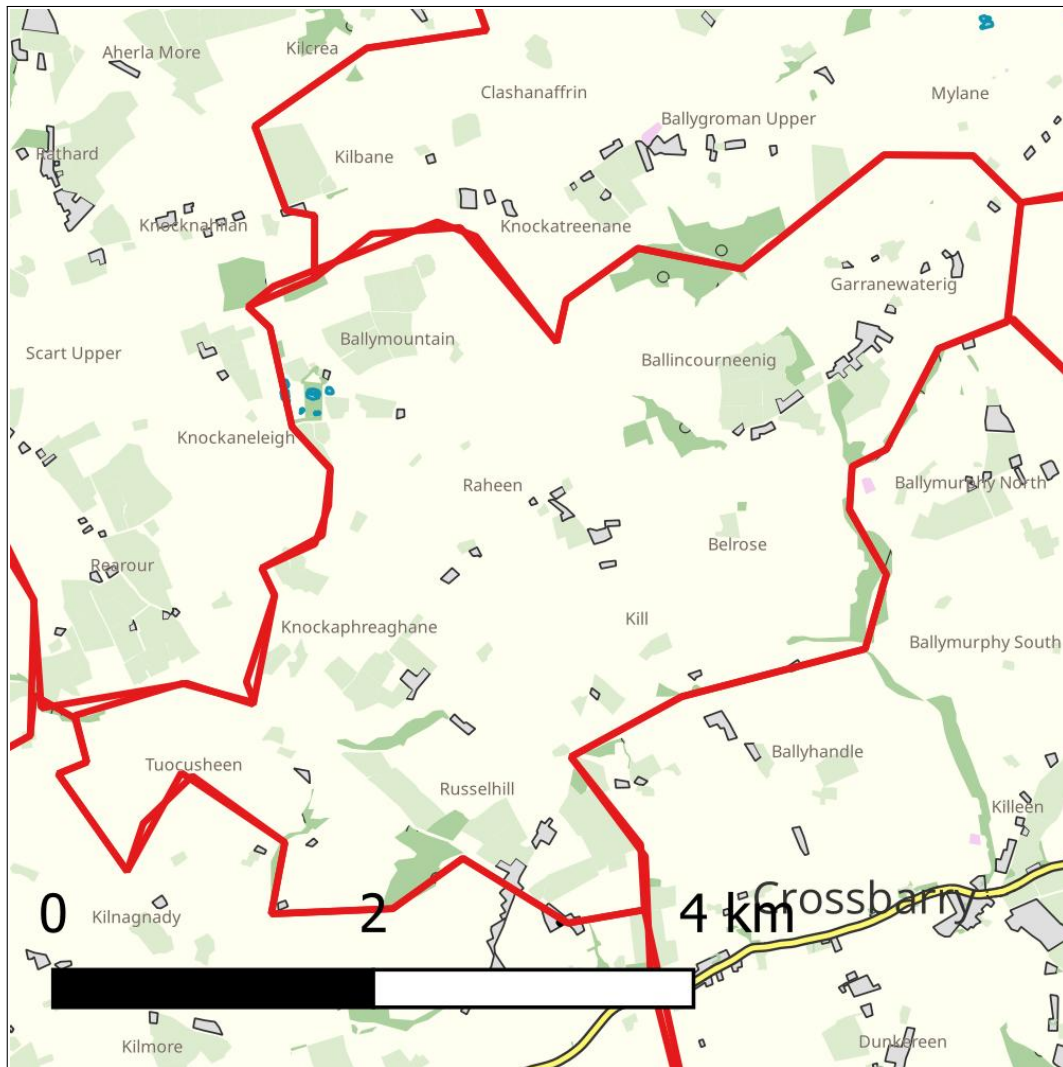 Aherla More
Kilcrea
Clashanaffrin
Mylane
Ballygroman Upper
Rathard
Kilbane
Knocknahilan
Knockatreenane
Garranewaterig
Scart Upper
Ballymountain
Ballincourneenig
Knockaneleigh
Raheen
Ballymurphy North
Belrose
Rearour
Kill
Knockaphreaghane
Ballymurphy South
Ballyhandle
Tuocusheen
Russelhill
Killeen
Crossbarry
0 2 4 km
Kilnagnady
Kilmore
Dunkereen